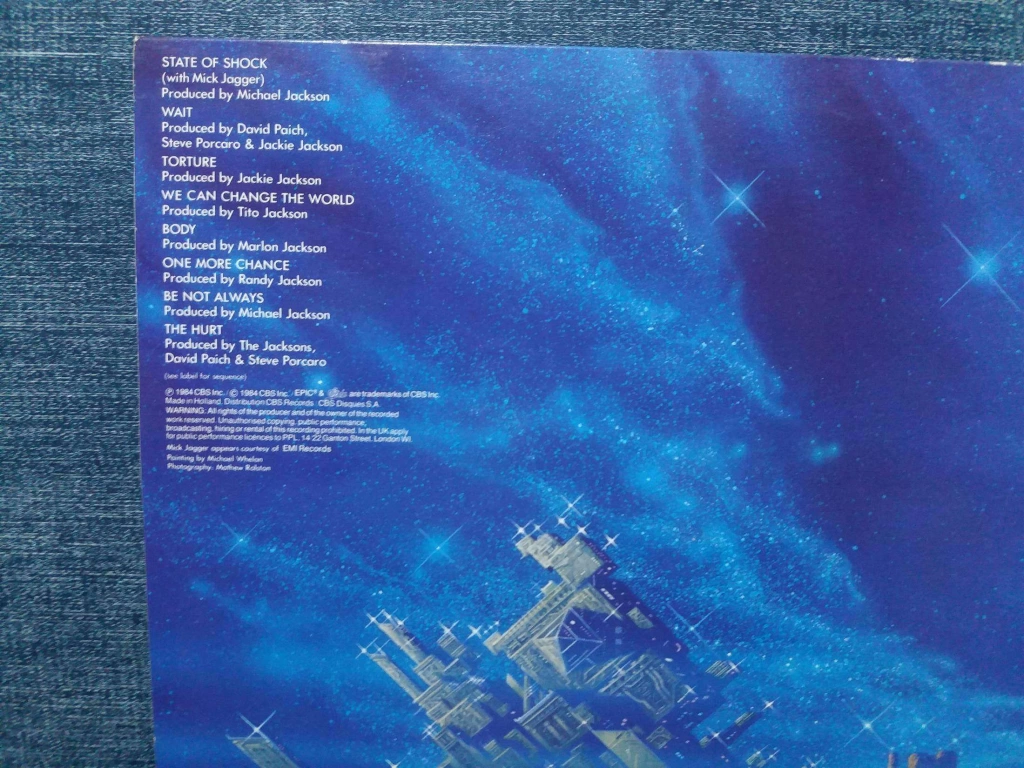 STATE OF SHOCK
(with Mick Jagger)
Produced by Michael Jackson
WAIT
Produced by David Paich,
Steve Porcaro & Jackie Jackson
TORTURE
Produced by Jackie Jackson
WE CAN CHANGE THE WORLD
Produced by Tito Jackson
BODY
Produced by Marlon Jackson
ONE MORE CHANCE
Produced by Randy Jackson
BE NOT ALWAYS
Produced by Michael Jackson
THE HURT
Produced by The Jacksons,
David Paich & Steve Porcaro
(see label for sequence)
℗ 1984 CBS Inc. © 1984 CBS Inc. EPIC® & are trademarks of CBS Inc.
Made in Holland. Distribution CBS Records CBS Disques S.A.
WARNING: All rights of the producer and of the owner of the recorded
work reserved. Unauthorised copying, public performance,
broadcasting, hiring or rental of this recording prohibited. In the UK apply
for public performance licences to PPL, 14-22 Ganton Street, London WI.
Mick Jagger appears courtesy of EMI Records
Painting by Michael Whelan
Photography: Mathew Rolston